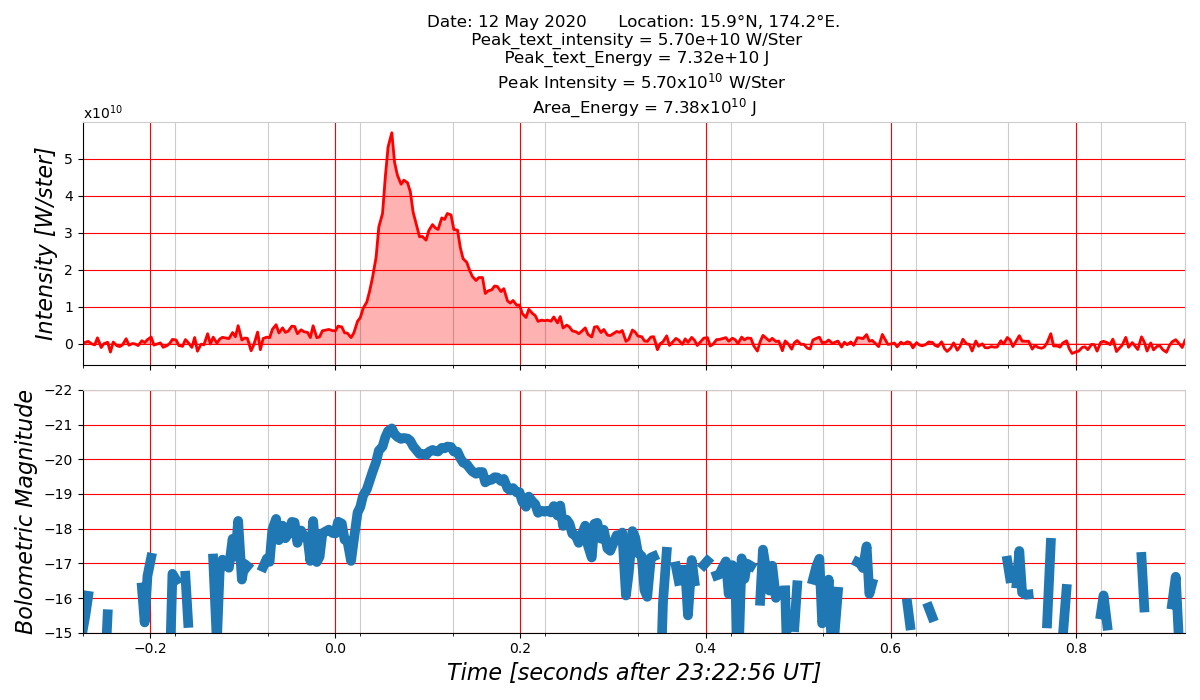 Date: 12 May 2020      Location: 15.9°N, 174.2°E.
Peak_text_intensity = 5.70e+10 W/Ster
Peak_text_Energy = 7.32e+10 J
Peak Intensity = 5.70x10¹⁰ W/Ster
Area_Energy = 7.38x10¹⁰ J
x10¹⁰
5
4
3
2
1
0
Intensity [W/ster]
−22
−21
−20
−19
−18
−17
−16
−15
Bolometric Magnitude
−0.2 0.0 0.2 0.4 0.6 0.8
Time [seconds after 23:22:56 UT]